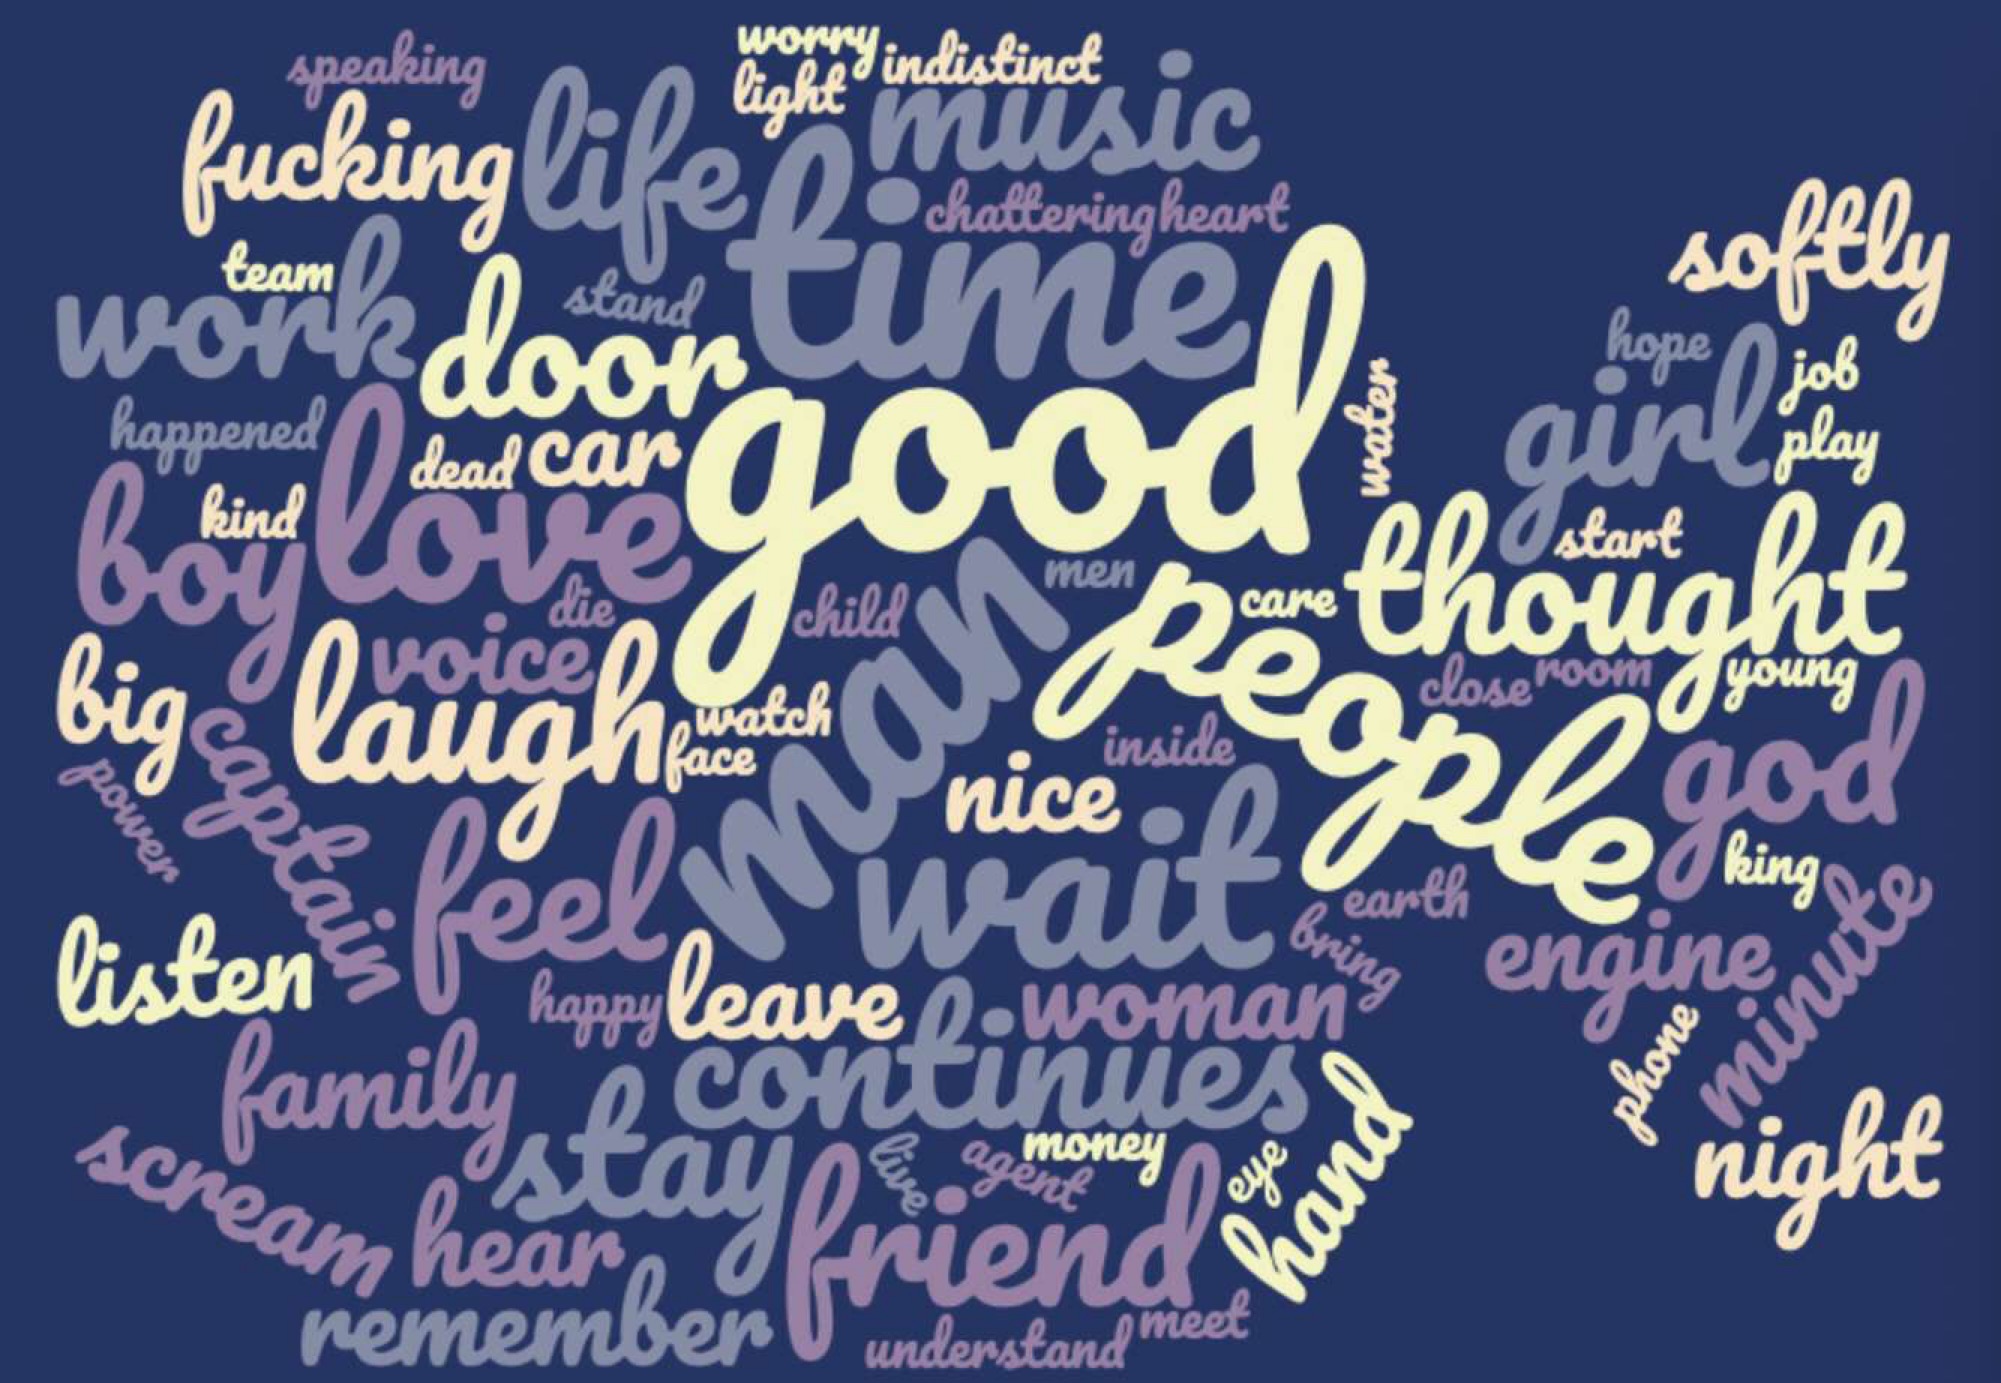 speaking
worry
indistinct
light
music
fucking
life
time
chattering
heart
softly
team
work
stand
door
good
hope
job
girl
play
water
happened
love
dead
car
boy
kind
start
thought
men
man
people
care
die
child
voice
laugh
big
watch
face
close
room
young
god
captain
power
inside
nice
wait
king
feel
earth
bring
minute
engine
listen
happy
leave
woman
continues
phone
family
hand
night
stay
money
scream
live
agent
eye
friend
hear
remember
understand
meet